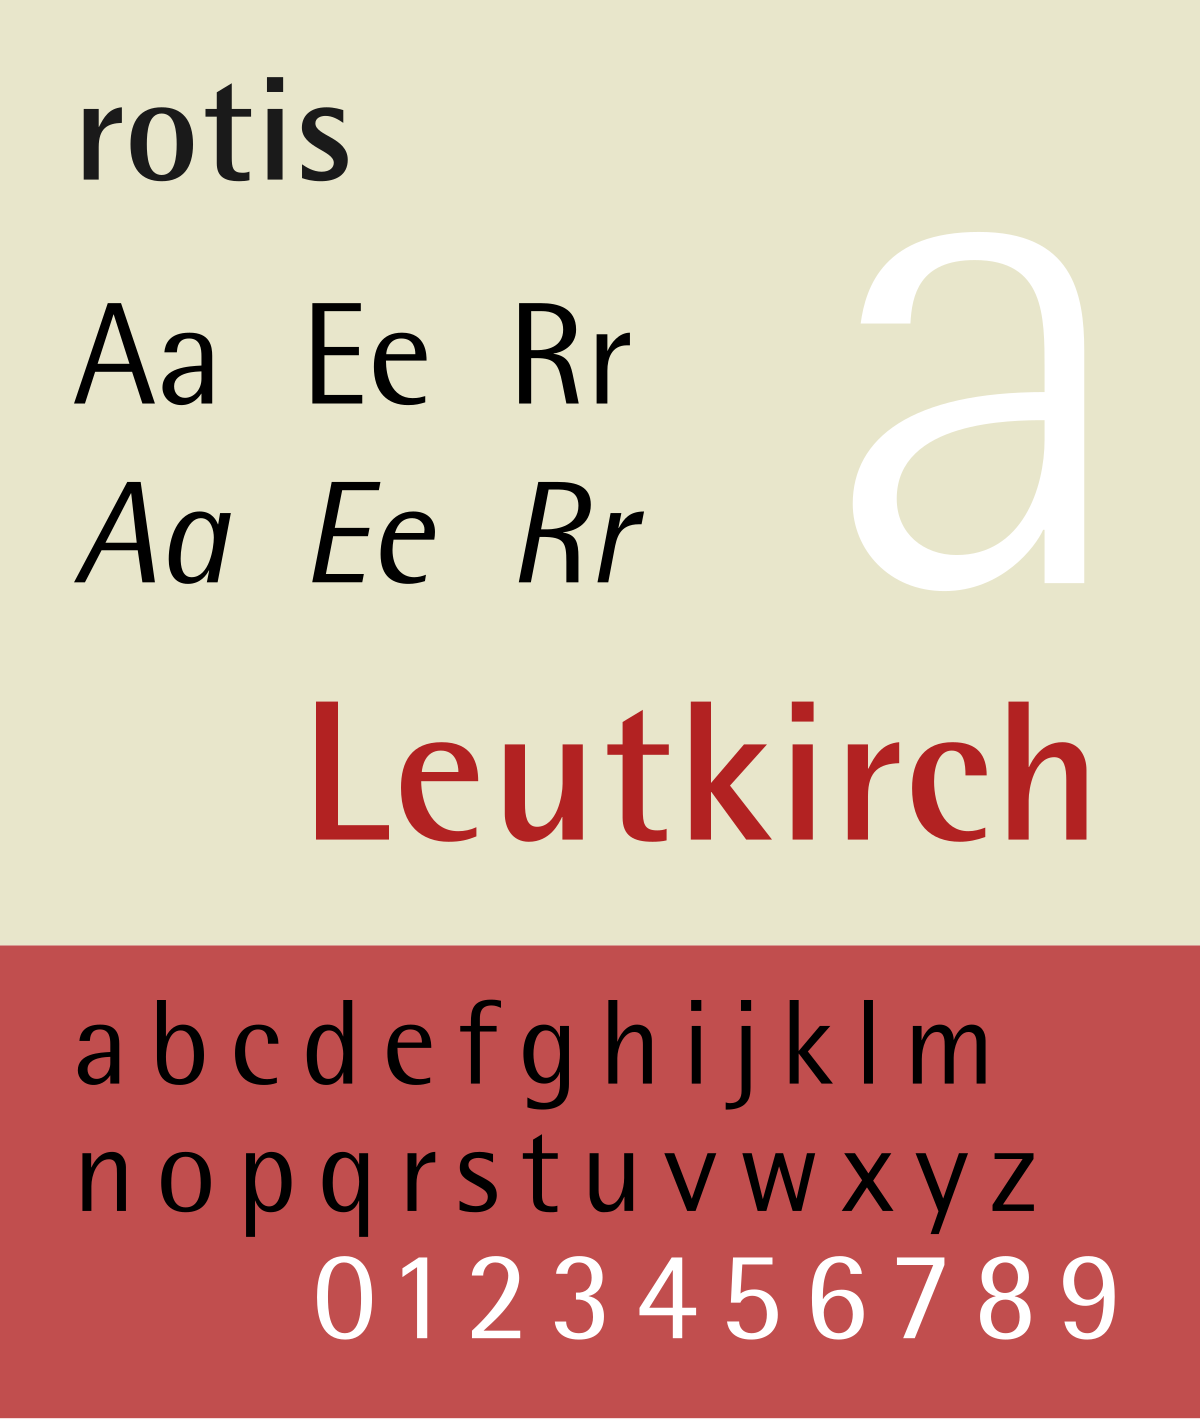 rotis
Aa Ee Rr
a
Aa Ee Rr
Leutkirch
a b c d e f g h i j k l m
n o p q r s t u v w x y z
0 1 2 3 4 5 6 7 8 9